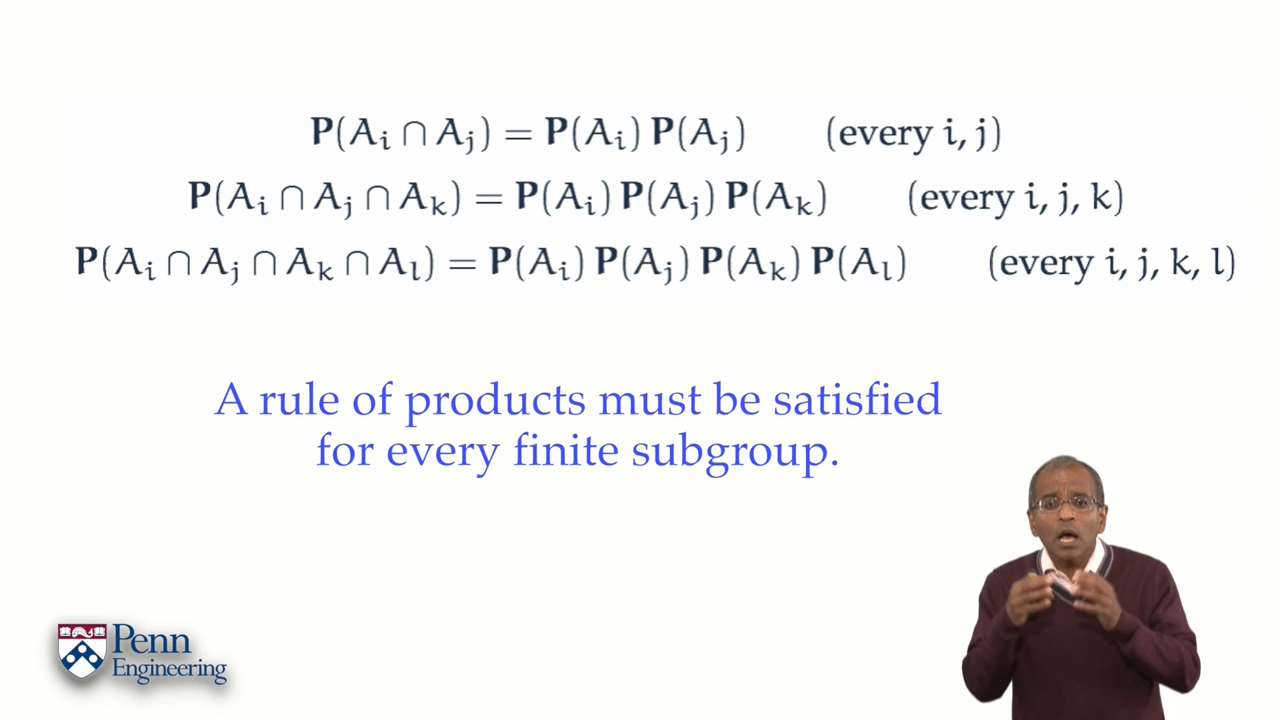 P(Aᵢ ∩ Aⱼ) = P(Aᵢ) P(Aⱼ) (every i, j)
P(Aᵢ ∩ Aⱼ ∩ Aₖ) = P(Aᵢ) P(Aⱼ) P(Aₖ) (every i, j, k)
P(Aᵢ ∩ Aⱼ ∩ Aₖ ∩ Aₗ) = P(Aᵢ) P(Aⱼ) P(Aₖ) P(Aₗ) (every i, j, k, l)
A rule of products must be satisfied
for every finite subgroup.
Penn
Engineering